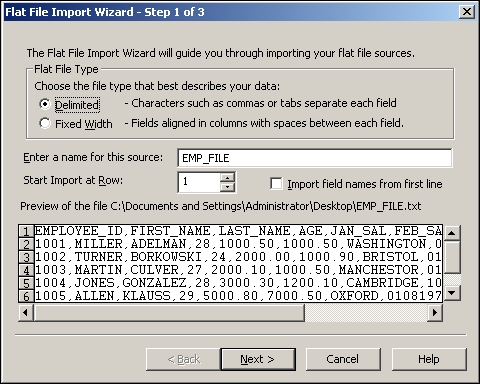 Flat File Import Wizard - Step 1 of 3
The Flat File Import Wizard will guide you through importing your flat file sources.
Flat File Type
Choose the file type that best describes your data:
Delimited - Characters such as commas or tabs separate each field
Fixed Width - Fields aligned in columns with spaces between each field.
Enter a name for this source: EMP_FILE
Start Import at Row: 1 Import field names from first line
Preview of the file C:\Documents and Settings\Administrator\Desktop\EMP_FILE.txt
1 EMPLOYEE_ID,FIRST_NAME,LAST_NAME,AGE,JAN_SAL,FEB_SA
2 1001,MILLER,ADELMAN,28,1000.50,1000.50,WASHINGTON,0
3 1002,TURNER,BORKOWSKI,24,2000.00,1000.90,BRISTOL,01
4 1003,MARTIN,CULVER,27,2000.10,1000.50,MANCHESTER,01
5 1004,JONES,GONZALEZ,28,3000.30,1200.10,CAMBRIDGE,10
6 1005,ALLEN,KLAUSS,29,5000.80,7000.50,OXFORD,0108197
< Back Next > Cancel Help